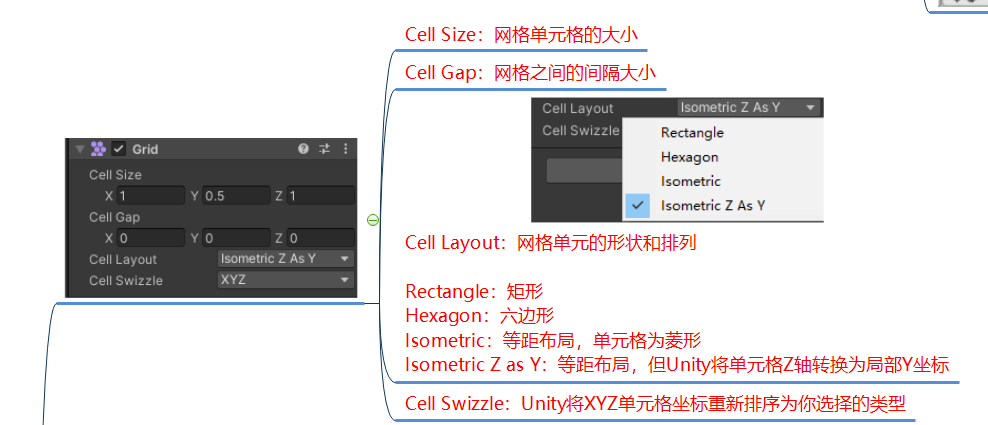 Cell Size：网格单元格的大小
Cell Gap：网格之间的间隔大小
Cell Layout Isometric Z As Y
Cell Swizzle
Rectangle
Hexagon
Isometric
Isometric Z As Y
Grid
Cell Size
X 1 Y 0.5 Z 1
Cell Gap
X 0 Y 0 Z 0
Cell Layout Isometric Z As Y
Cell Swizzle XYZ
Cell Layout：网格单元的形状和排列
Rectangle：矩形
Hexagon：六边形
Isometric：等距布局，单元格为菱形
Isometric Z as Y：等距布局，但Unity将单元格Z轴转换为局部Y坐标
Cell Swizzle：Unity将XYZ单元格坐标重新排序为你选择的类型